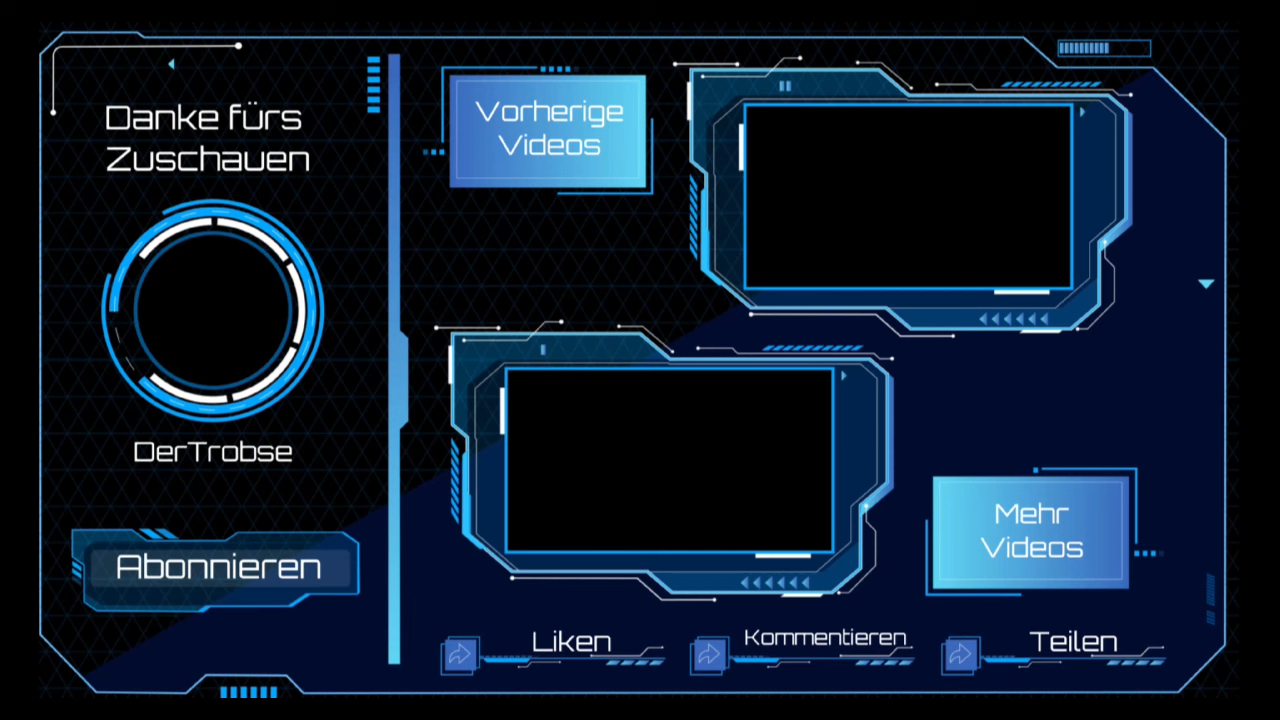 Danke fürs
Zuschauen
DerTrobse
Abonnieren
Vorherige
Videos
Mehr
Videos
Liken
Kommentieren
Teilen